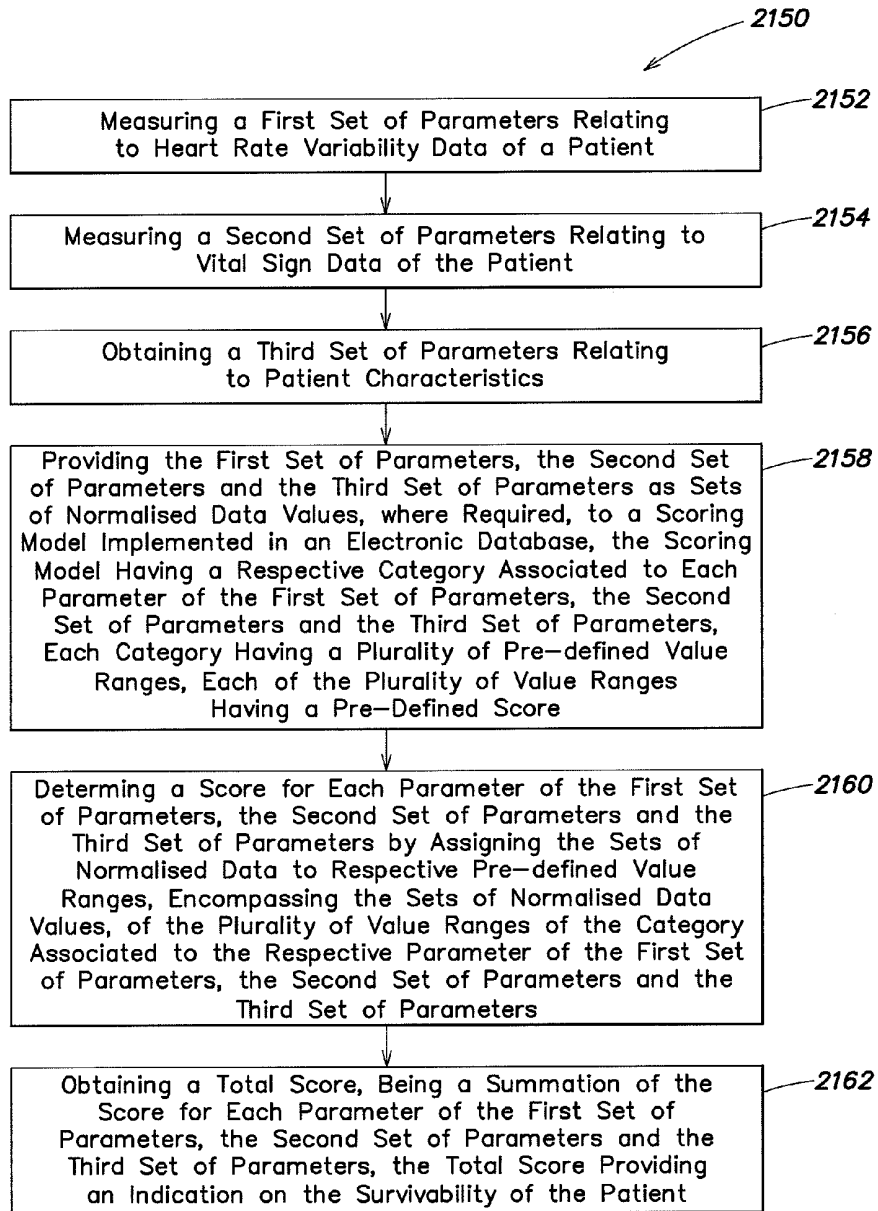 2150
2152
Measuring a First Set of Parameters Relating
to Heart Rate Variability Data of a Patient
2154
Measuring a Second Set of Parameters Relating to
Vital Sign Data of the Patient
2156
Obtaining a Third Set of Parameters Relating
to Patient Characteristics
2158
Providing the First Set of Parameters, the Second Set
of Parameters and the Third Set of Parameters as Sets
of Normalised Data Values, where Required, to a Scoring
Model Implemented in an Electronic Database, the Scoring
Model Having a Respective Category Associated to Each
Parameter of the First Set of Parameters, the Second
Set of Parameters and the Third Set of Parameters,
Each Category Having a Plurality of Pre-defined Value
Ranges, Each of the Plurality of Value Ranges
Having a Pre-Defined Score
2160
Determing a Score for Each Parameter of the First Set
of Parameters, the Second Set of Parameters and the
Third Set of Parameters by Assigning the Sets of
Normalised Data to Respective Pre-defined Value
Ranges, Encompassing the Sets of Normalised Data
Values, of the Plurality of Value Ranges of the Category
Associated to the Respective Parameter of the First Set
of Parameters, the Second Set of Parameters and the
Third Set of Parameters
2162
Obtaining a Total Score, Being a Summation of the
Score for Each Parameter of the First Set of
Parameters, the Second Set of Parameters and the
Third Set of Parameters, the Total Score Providing
an Indication on the Survivability of the Patient